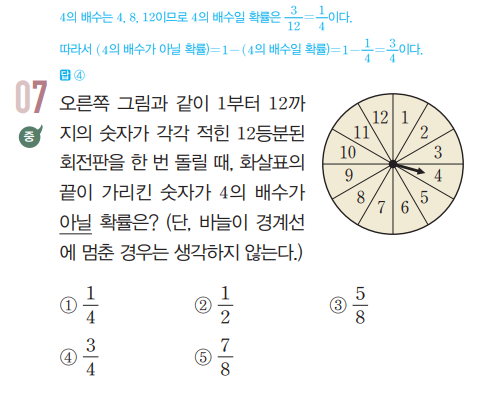 4의 배수는 4, 8, 12이므로 4의 배수일 확률은 3/12=1/4이다.
따라서 (4의 배수가 아닐 확률)=1-(4의 배수일 확률)=1-1/4=3/4이다.
답 ④
07
중
오른쪽 그림과 같이 1부터 12까
지의 숫자가 각각 적힌 12등분된
회전판을 한 번 돌릴 때, 화살표의
끝이 가리킨 숫자가 4의 배수가
아닐 확률은? (단, 바늘이 경계선
에 멈춘 경우는 생각하지 않는다.)
12 1
11 2
10 3
9 4
8 5
7 6
① 1/4 ② 1/2 ③ 5/8
④ 3/4 ⑤ 7/8